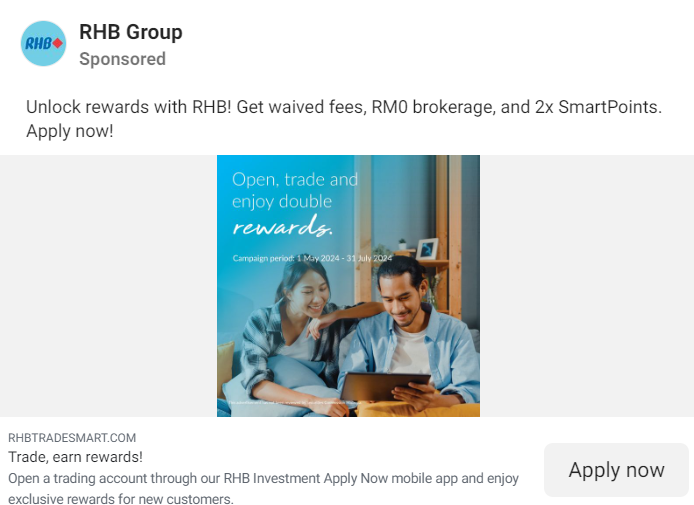 RHB
RHB Group
Sponsored
Unlock rewards with RHB! Get waived fees, RM0 brokerage, and 2x SmartPoints.
Apply now!
Open, trade and
enjoy double
rewards.
Campaign period: 1 May 2024 - 31 July 2024
RHBTRADESMART.COM
Trade, earn rewards!
Open a trading account through our RHB Investment Apply Now mobile app and enjoy
exclusive rewards for new customers.
Apply now